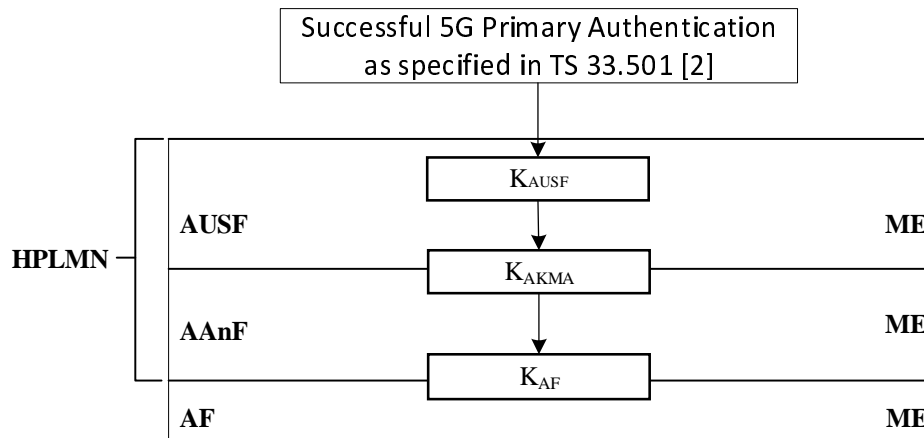 Successful 5G Primary Authentication
as specified in TS 33.501 [2]
KAUSF
AUSF ME
HPLMN
KAKMA
AAnF ME
KAF
AF ME